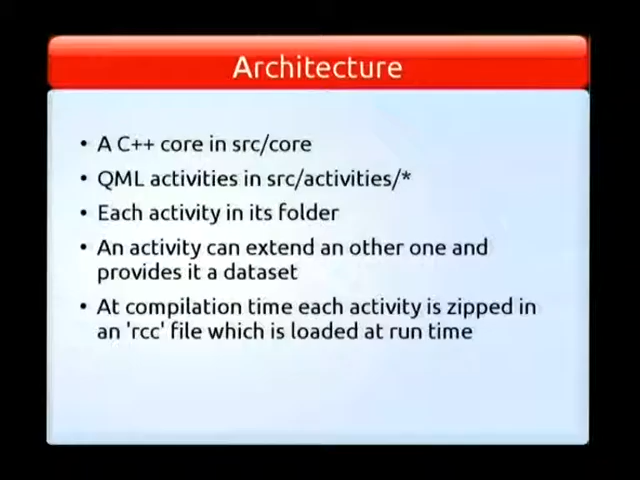 Architecture
• A C++ core in src/core
• QML activities in src/activities/*
• Each activity in its folder
• An activity can extend an other one and
provides it a dataset
• At compilation time each activity is zipped in
an 'rcc' file which is loaded at run time